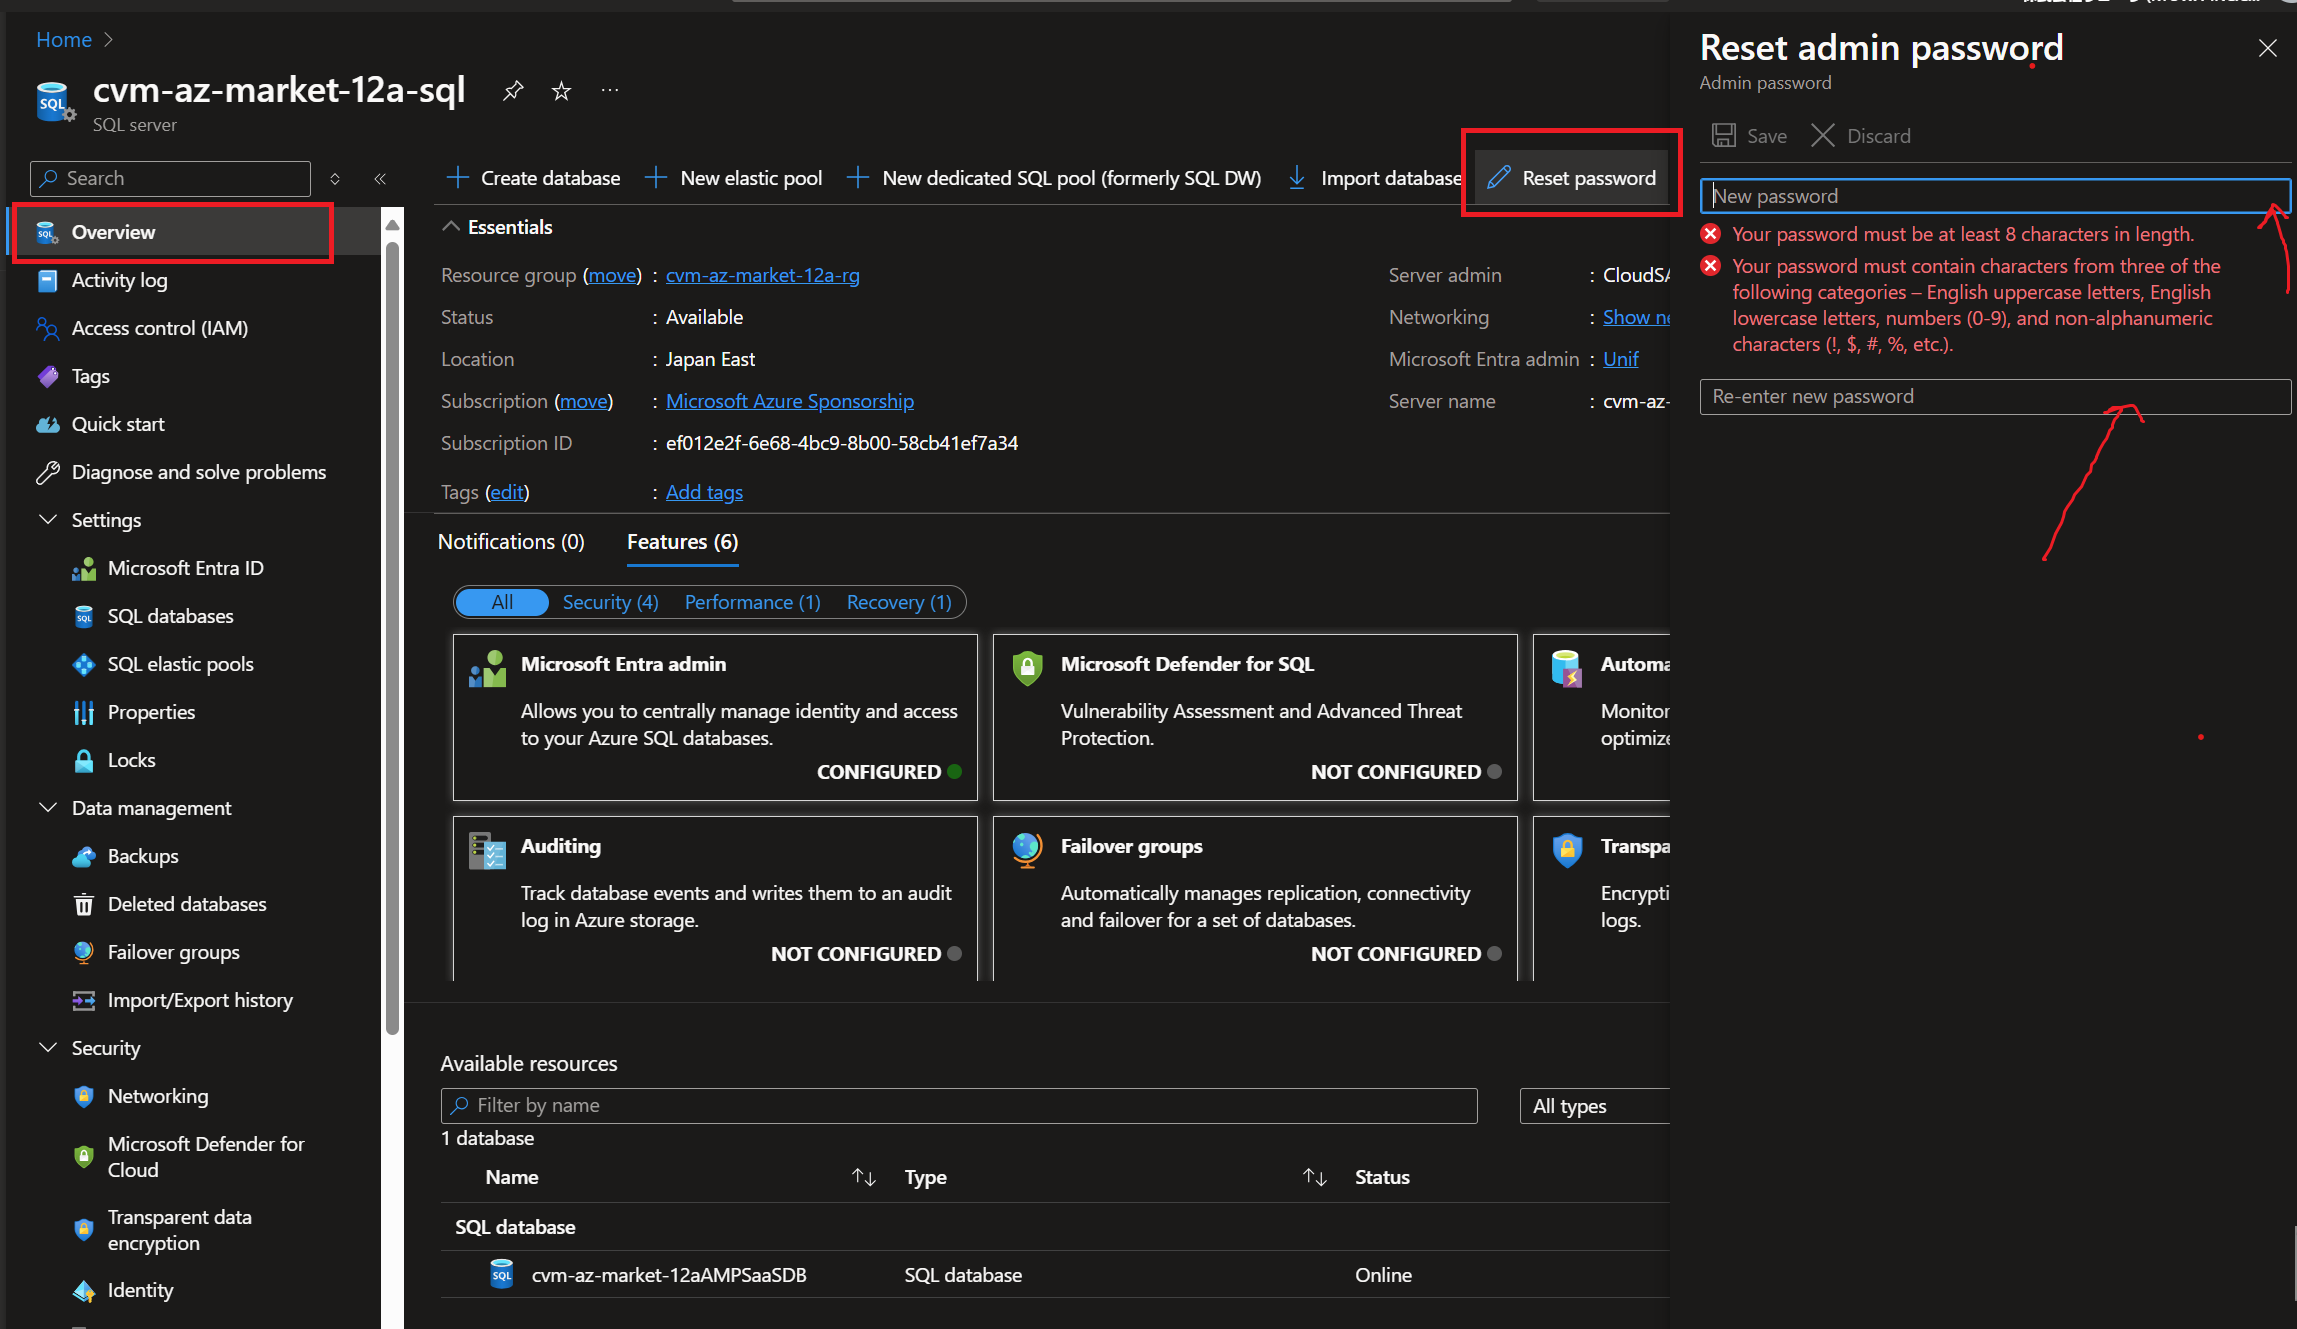 Home
cvm-az-market-12a-sql
SQL server
Search
Overview
Activity log
Access control (IAM)
Tags
Quick start
Diagnose and solve problems
Settings
Microsoft Entra ID
SQL databases
SQL elastic pools
Properties
Locks
Data management
Backups
Deleted databases
Failover groups
Import/Export history
Security
Networking
Microsoft Defender for
Cloud
Transparent data
encryption
Identity
Create database
New elastic pool
New dedicated SQL pool (formerly SQL DW)
Import database
Reset password
Essentials
Resource group (move) : cvm-az-market-12a-rg
Status : Available
Location : Japan East
Subscription (move) : Microsoft Azure Sponsorship
Subscription ID : ef012e2f-6e68-4bc9-8b00-58cb41ef7a34
Tags (edit) : Add tags
Server admin : CloudSA
Networking : Show ne
Microsoft Entra admin : Unif
Server name : cvm-az-
Notifications (0)
Features (6)
All
Security (4)
Performance (1)
Recovery (1)
Microsoft Entra admin
Allows you to centrally manage identity and access
to your Azure SQL databases.
CONFIGURED
Microsoft Defender for SQL
Vulnerability Assessment and Advanced Threat
Protection.
NOT CONFIGURED
Automa
Monitor
optimize
Auditing
Track database events and writes them to an audit
log in Azure storage.
NOT CONFIGURED
Failover groups
Automatically manages replication, connectivity
and failover for a set of databases.
NOT CONFIGURED
Transpa
Encrypti
logs.
Available resources
Filter by name
All types
1 database
Name
Type
Status
SQL database
cvm-az-market-12aAMPSaaSDB
SQL database
Online
Reset admin password
Admin password
Save
Discard
New password
Your password must be at least 8 characters in length.
Your password must contain characters from three of the
following categories – English uppercase letters, English
lowercase letters, numbers (0-9), and non-alphanumeric
characters (!, $, #, %, etc.).
Re-enter new password